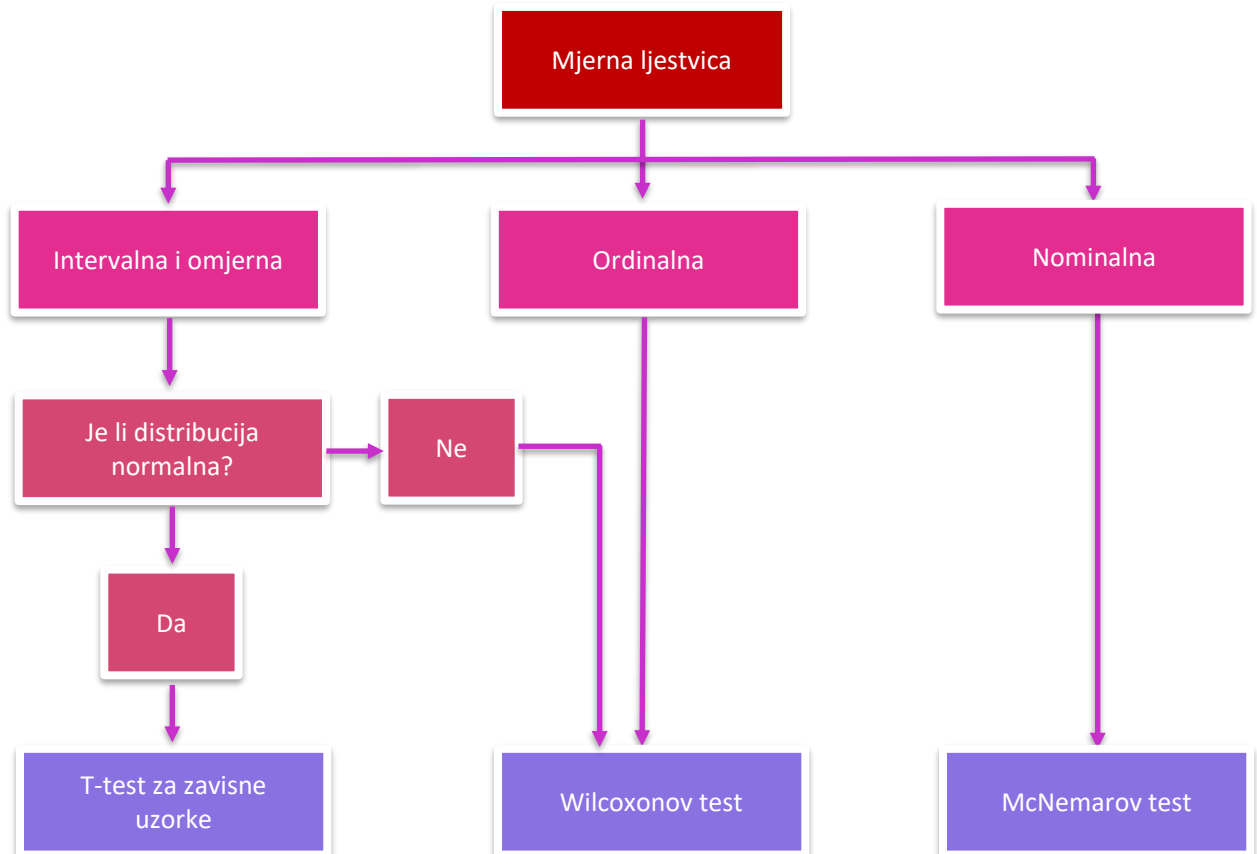 Mjerna ljestvica
Intervalna i omjerna
Ordinalna
Nominalna
Je li distribucija
normalna?
Ne
Da
T-test za zavisne
uzorke
Wilcoxonov test
McNemarov test